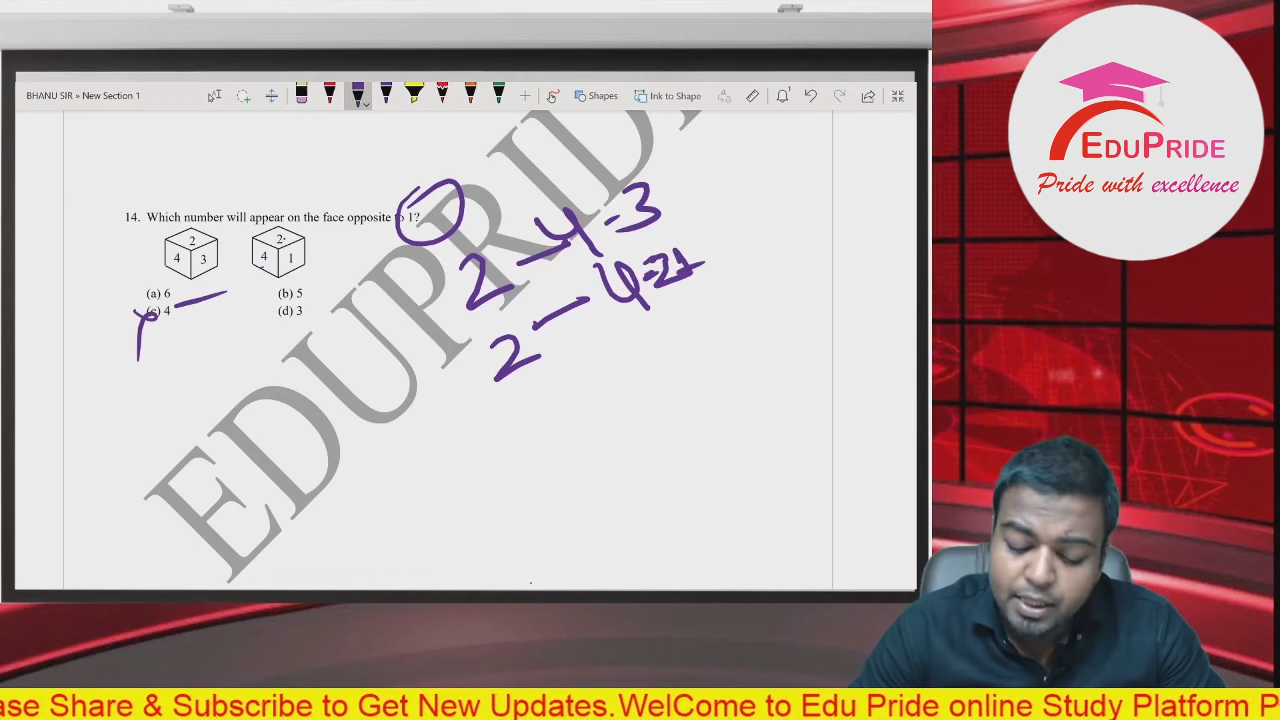 BHANU SIR » New Section 1
Shapes
Ink to Shape
EDUPRIDE
Pride with excellence
EDUPRIDE
14. Which number will appear on the face opposite to 1?
2
4 3
2
4 1
(a) 6
(b) 5
(c) 4
(d) 3
2 - 4 - 3
2 - 4
ase Share & Subscribe to Get New Updates.WelCome to Edu Pride online Study Platform P